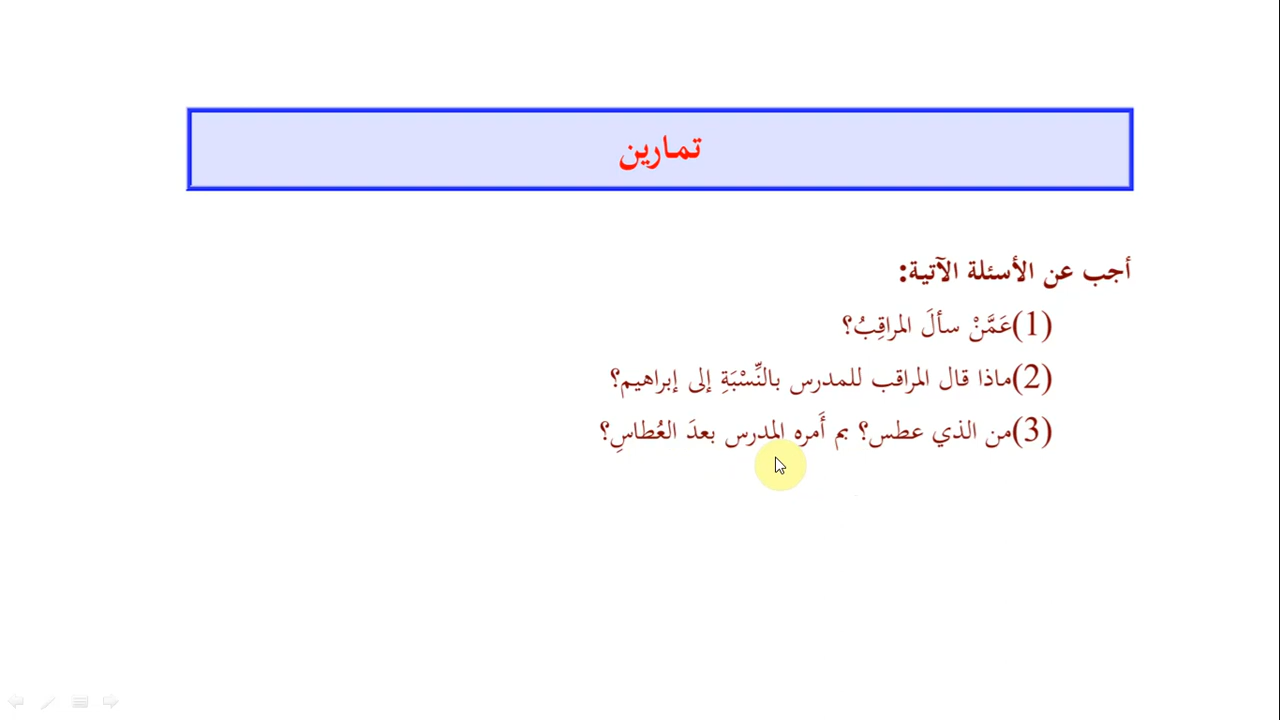 تمارين
أجب عن الأسئلة الآتية:
(1)عَمَّنْ سألَ المراقِبُ؟
(2)ماذا قال المراقب للمدرس بالنِّسْبَةِ إلى إبراهيم؟
(3)من الذي عطس؟ بم أَمره المدرس بعدَ العُطاسِ؟